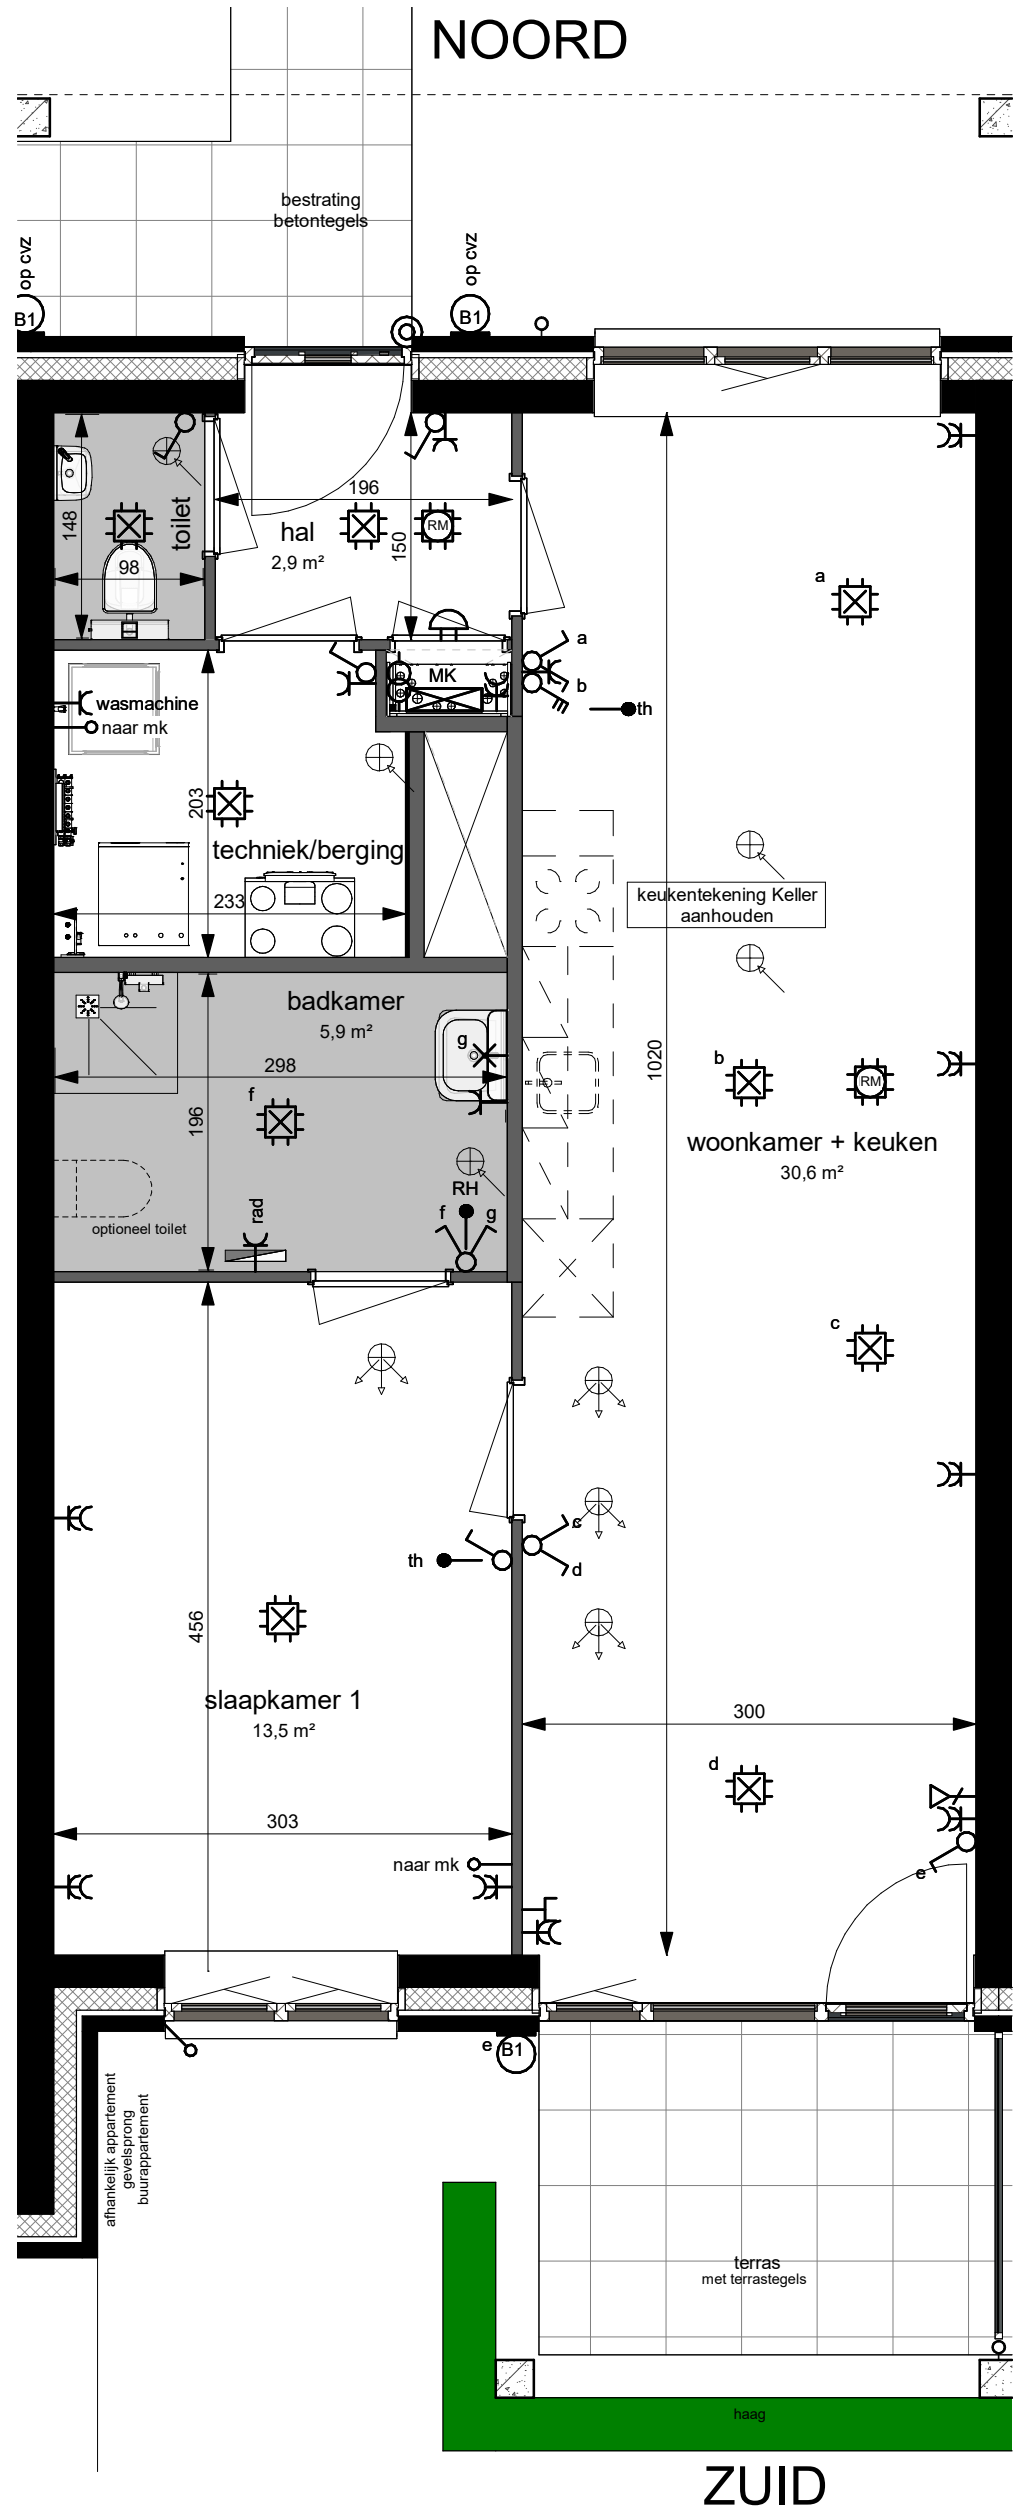 NOORD
bestrating
betontegels
op cvz
B1
op cvz
B1
toilet
148
98
196
hal
2,9 m²
150
RM
a
MK
a
b
th
wasmachine
naar mk
203
techniek/berging
233
keukentekening Keller
aanhouden
badkamer
5,9 m²
g
298
f
196
1020
b
RM
woonkamer + keuken
30,6 m²
optioneel toilet
rad
RH
f
g
c
c
d
th
456
slaapkamer 1
13,5 m²
300
d
303
naar mk
e
e
B1
afhankelijk appartement
gevelsprong
buurappartement
terras
met terrastegels
haag
ZUID